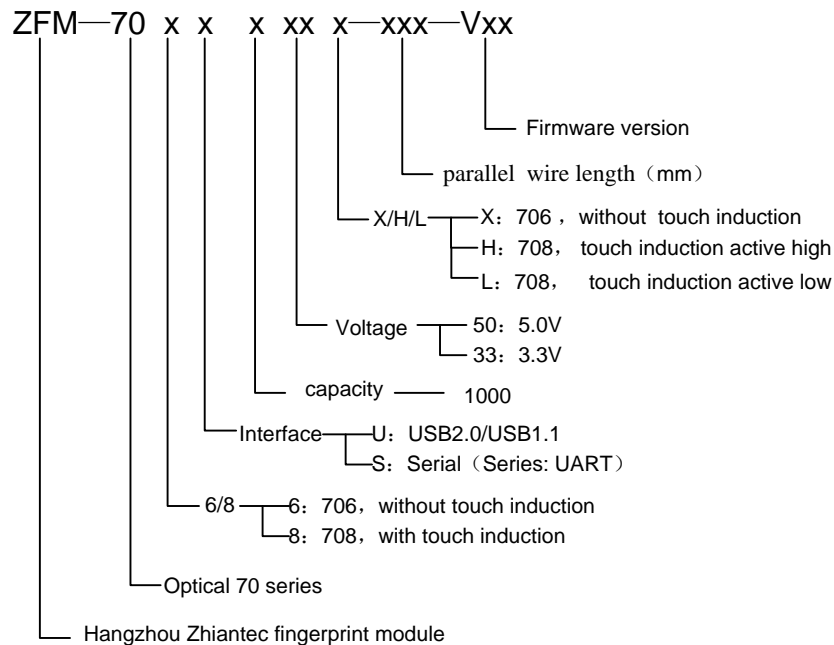 ZFM—70 x x x xx x—xxx—Vxx
Firmware version
parallel wire length（mm）
X/H/L X：706 ，without touch induction
H：708， touch induction active high
L：708， touch induction active low
Voltage 50：5.0V
33：3.3V
capacity 1000
Interface U：USB2.0/USB1.1
S：Serial（Series: UART）
6/8 6：706，without touch induction
8：708，with touch induction
Optical 70 series
Hangzhou Zhiantec fingerprint module